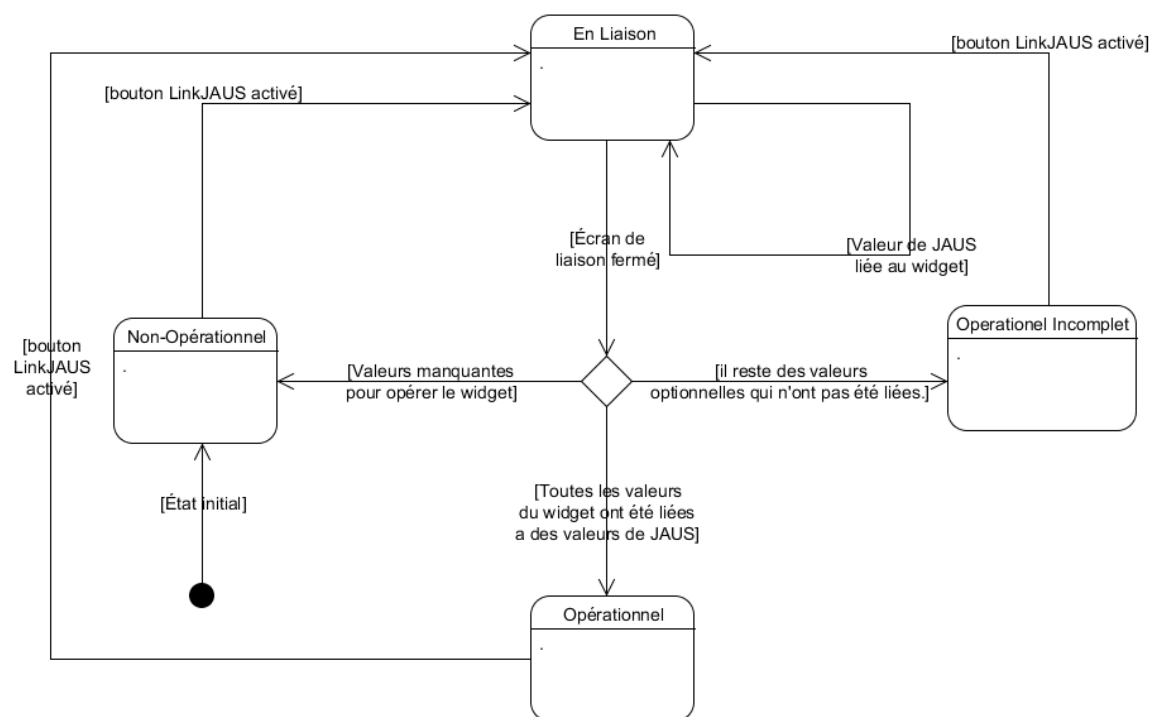 En Liaison
.
[bouton LinkJAUS activé]
[bouton LinkJAUS activé]
[Écran de
liaison fermé]
[Valeur de JAUS
liée au widget]
Non-Opérationnel
.
Operationel Incomplet
.
[bouton
LinkJAUS
activé]
[Valeurs manquantes
pour opérer le widget]
[il reste des valeurs
optionnelles qui n'ont pas été liées.]
[État initial]
[Toutes les valeurs
du widget ont été liées
a des valeurs de JAUS]
Opérationnel
.